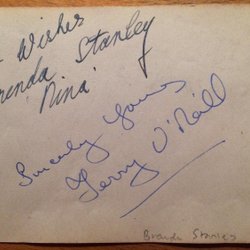 Wishes
Brenda Stanley
'Nina'
Sincerely Yours
Terry O'Neill
Brenda Stanley